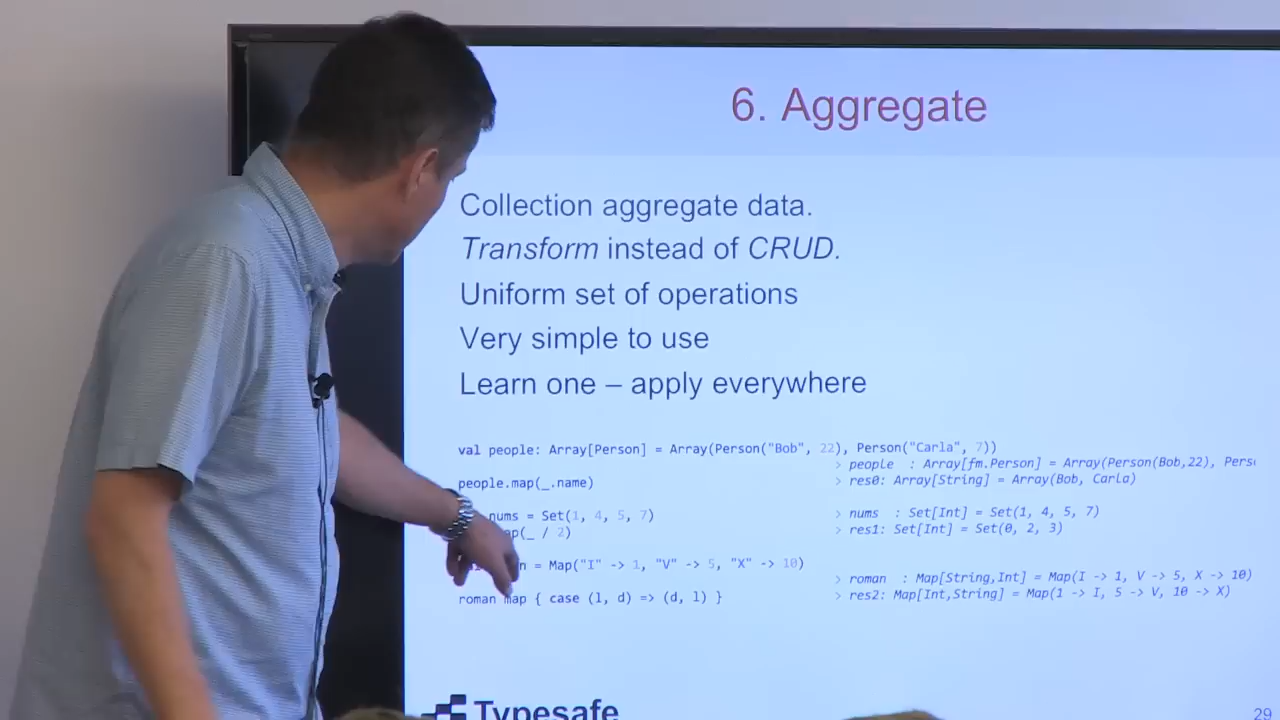 6. Aggregate
Collection aggregate data.
Transform instead of CRUD.
Uniform set of operations
Very simple to use
Learn one – apply everywhere
val people: Array[Person] = Array(Person("Bob", 22), Person("Carla", 7))
> people : Array[fm.Person] = Array(Person(Bob,22), Pers
people.map(_.name)
> res0: Array[String] = Array(Bob, Carla)
nums = Set(1, 4, 5, 7)
> nums : Set[Int] = Set(1, 4, 5, 7)
(_ / 2)
> res1: Set[Int] = Set(0, 2, 3)
= Map("I" -> 1, "V" -> 5, "X" -> 10)
> roman : Map[String,Int] = Map(I -> 1, V -> 5, X -> 10)
roman map { case (l, d) => (d, l) }
> res2: Map[Int,String] = Map(1 -> I, 5 -> V, 10 -> X)
Typesafe
29